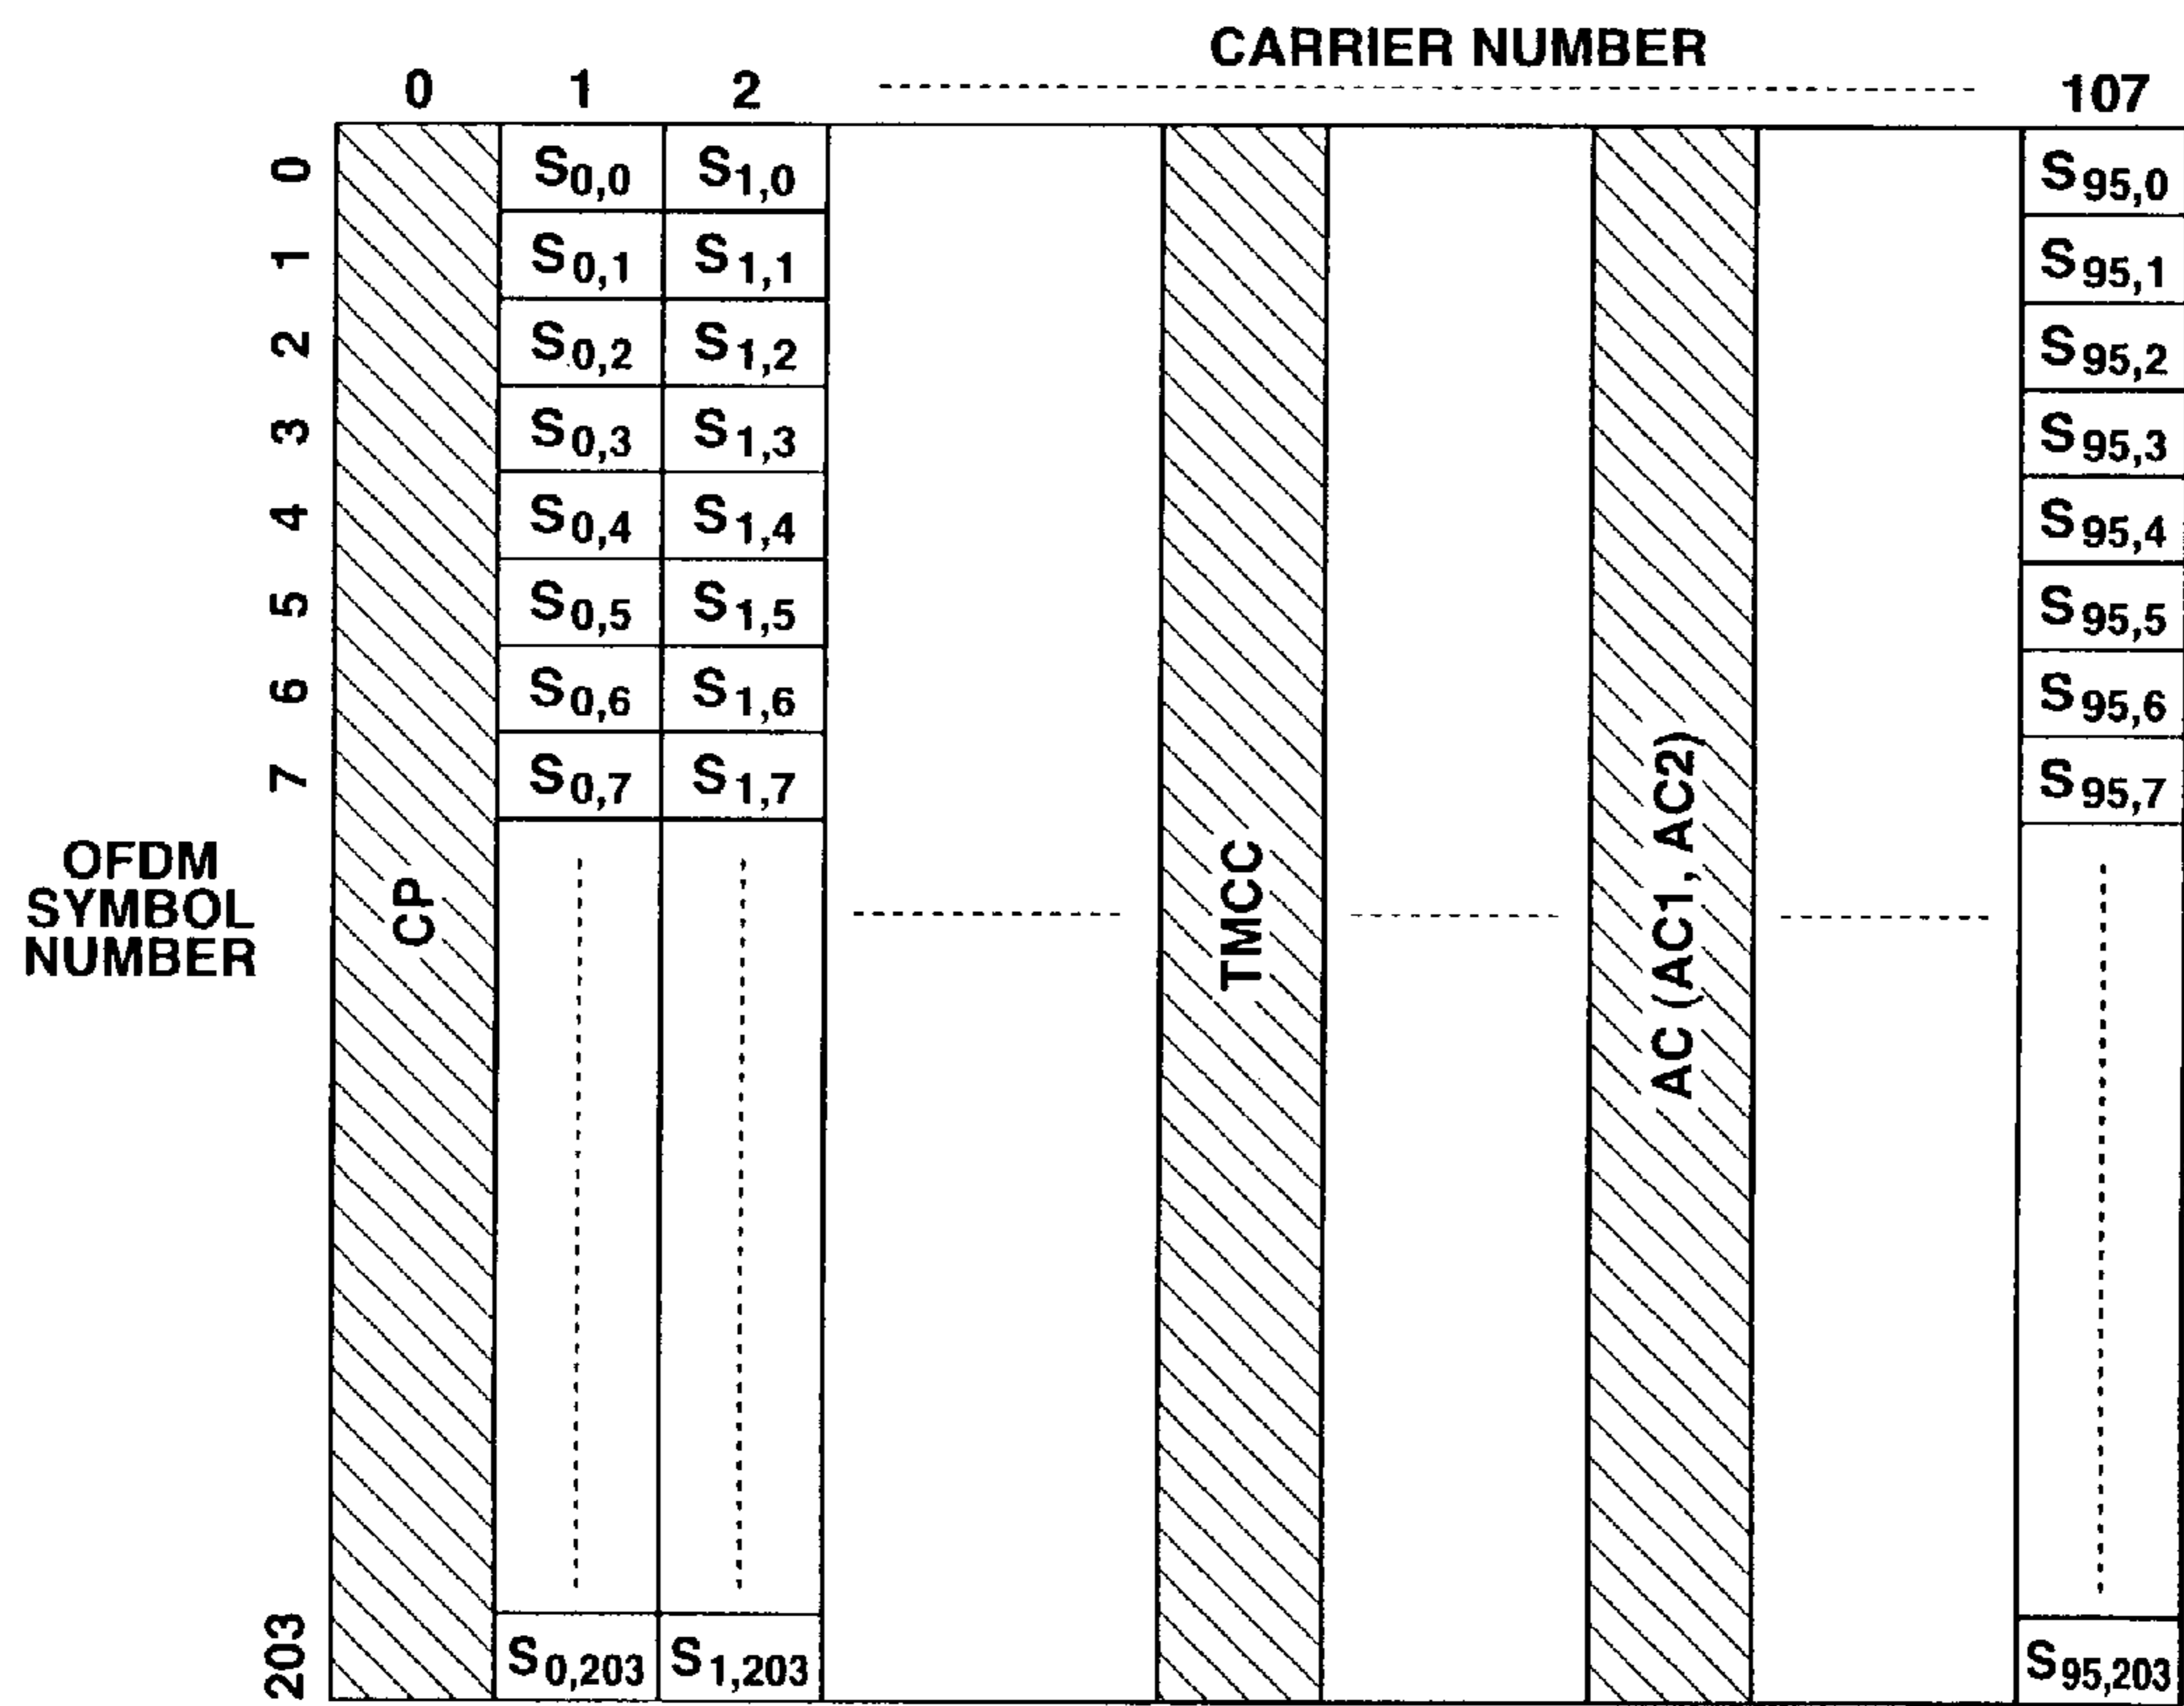 CARRIER NUMBER
0 1 2 107
0 S0,0 S1,0 S95,0
1 S0,1 S1,1 S95,1
2 S0,2 S1,2 S95,2
3 S0,3 S1,3 S95,3
4 S0,4 S1,4 S95,4
5 S0,5 S1,5 S95,5
6 S0,6 S1,6 S95,6
7 S0,7 S1,7 S95,7
OFDM
SYMBOL
NUMBER
CP
TMCC
AC (AC1, AC2)
203 S0,203 S1,203 S95,203